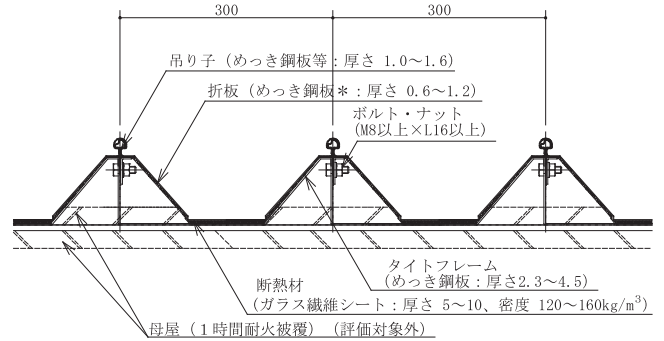 300 300
吊り子（めっき鋼板等：厚さ 1.0～1.6）
折板（めっき鋼板＊：厚さ 0.6～1.2）
ボルト・ナット
（M8以上×L16以上）
タイトフレーム
（めっき鋼板：厚さ2.3～4.5）
断熱材
（ガラス繊維シート：厚さ 5～10、密度 120～160kg/m³）
母屋（１時間耐火被覆）（評価対象外）